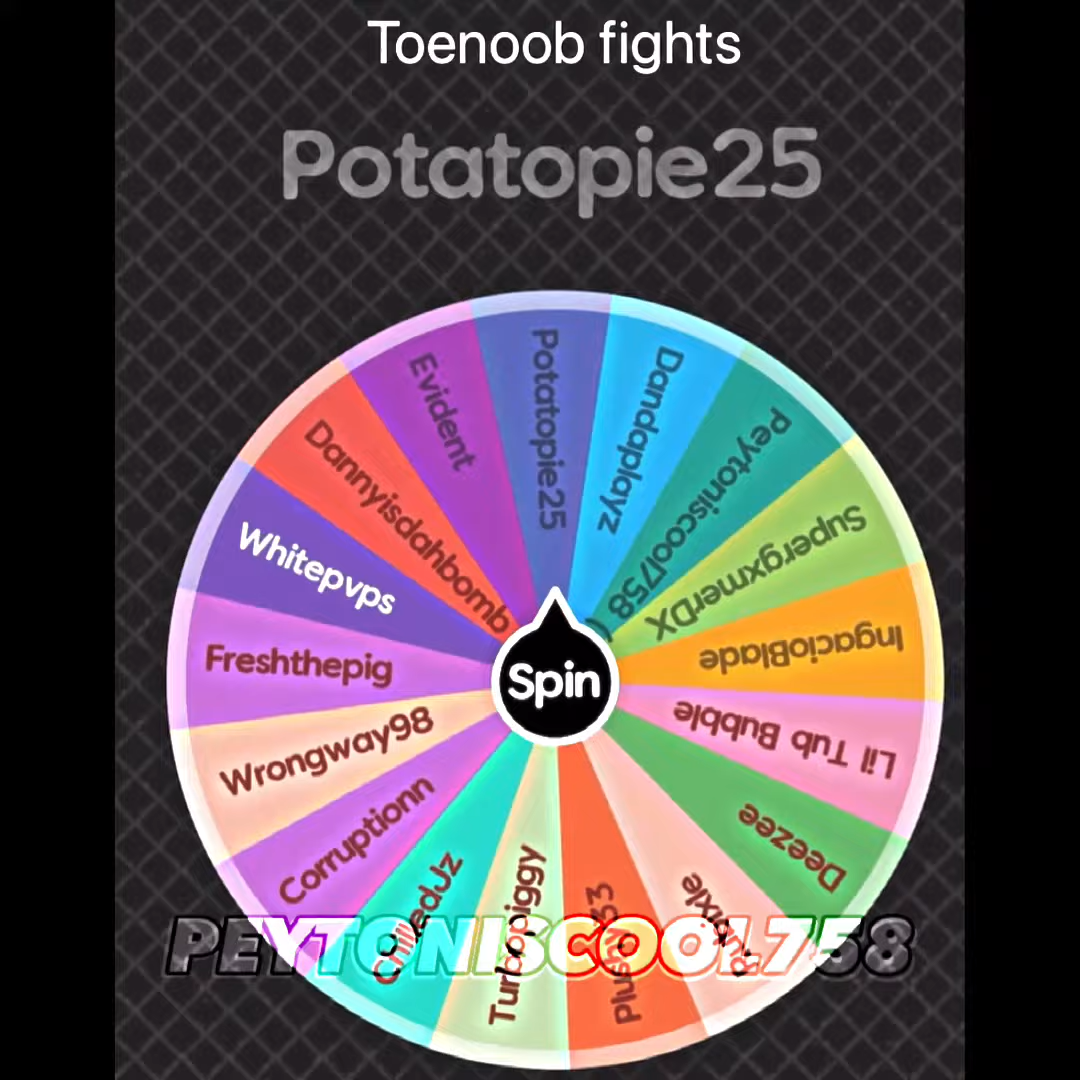 Toenoob fights
Potatopie25
Potatopie25
Dandaplayz
Peytoniscool758 (
SupergxmerDX
IngacioBlade
Lil Tub Bubble
Deezee
Turbopiggy
Corruptionn
Wrongway98
Freshthepig
Whitepvps
Dannyisdahbomb
Evident
Spin
PEYTONISCOOL758